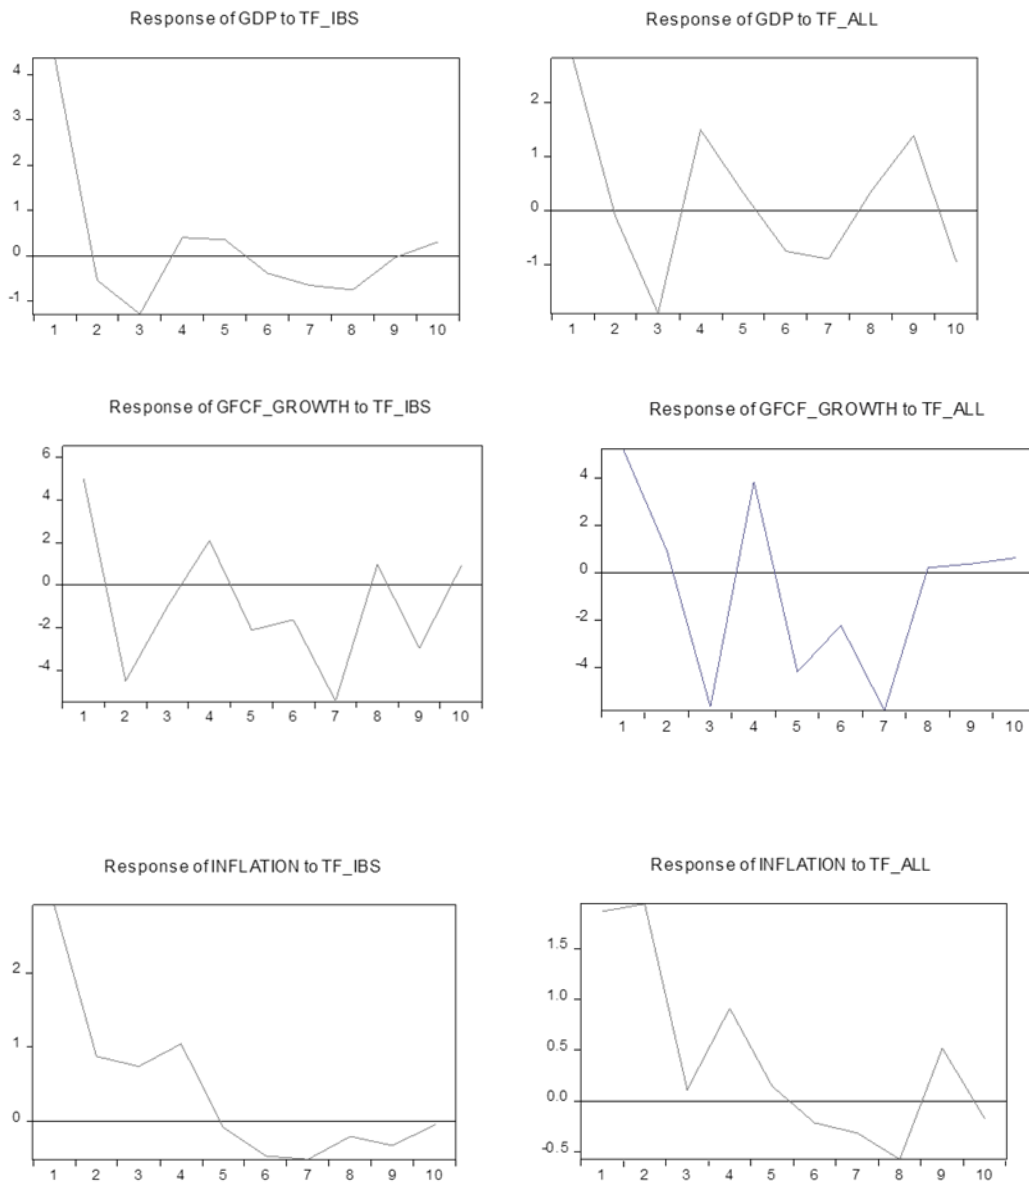 Response of GDP to TF_IBS
4
3
2
1
0
-1
1 2 3 4 5 6 7 8 9 10
Response of GDP to TF_ALL
2
1
0
-1
1 2 3 4 5 6 7 8 9 10
Response of GFCF_GROWTH to TF_IBS
6
4
2
0
-2
-4
1 2 3 4 5 6 7 8 9 10
Response of GFCF_GROWTH to TF_ALL
4
2
0
-2
-4
1 2 3 4 5 6 7 8 9 10
Response of INFLATION to TF_IBS
2
1
0
1 2 3 4 5 6 7 8 9 10
Response of INFLATION to TF_ALL
1.5
1.0
0.5
0.0
-0.5
1 2 3 4 5 6 7 8 9 10